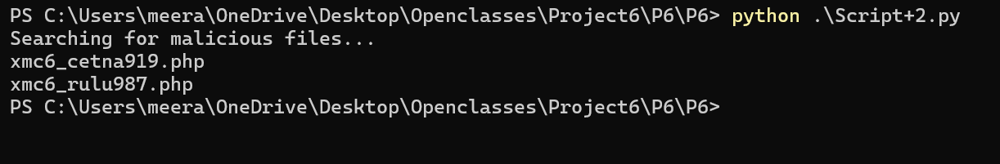 PS C:\Users\meera\OneDrive\Desktop\Openclasses\Project6\P6\P6> python .\Script+2.py
Searching for malicious files...
xmc6_cetna919.php
xmc6_rulu987.php
PS C:\Users\meera\OneDrive\Desktop\Openclasses\Project6\P6\P6>